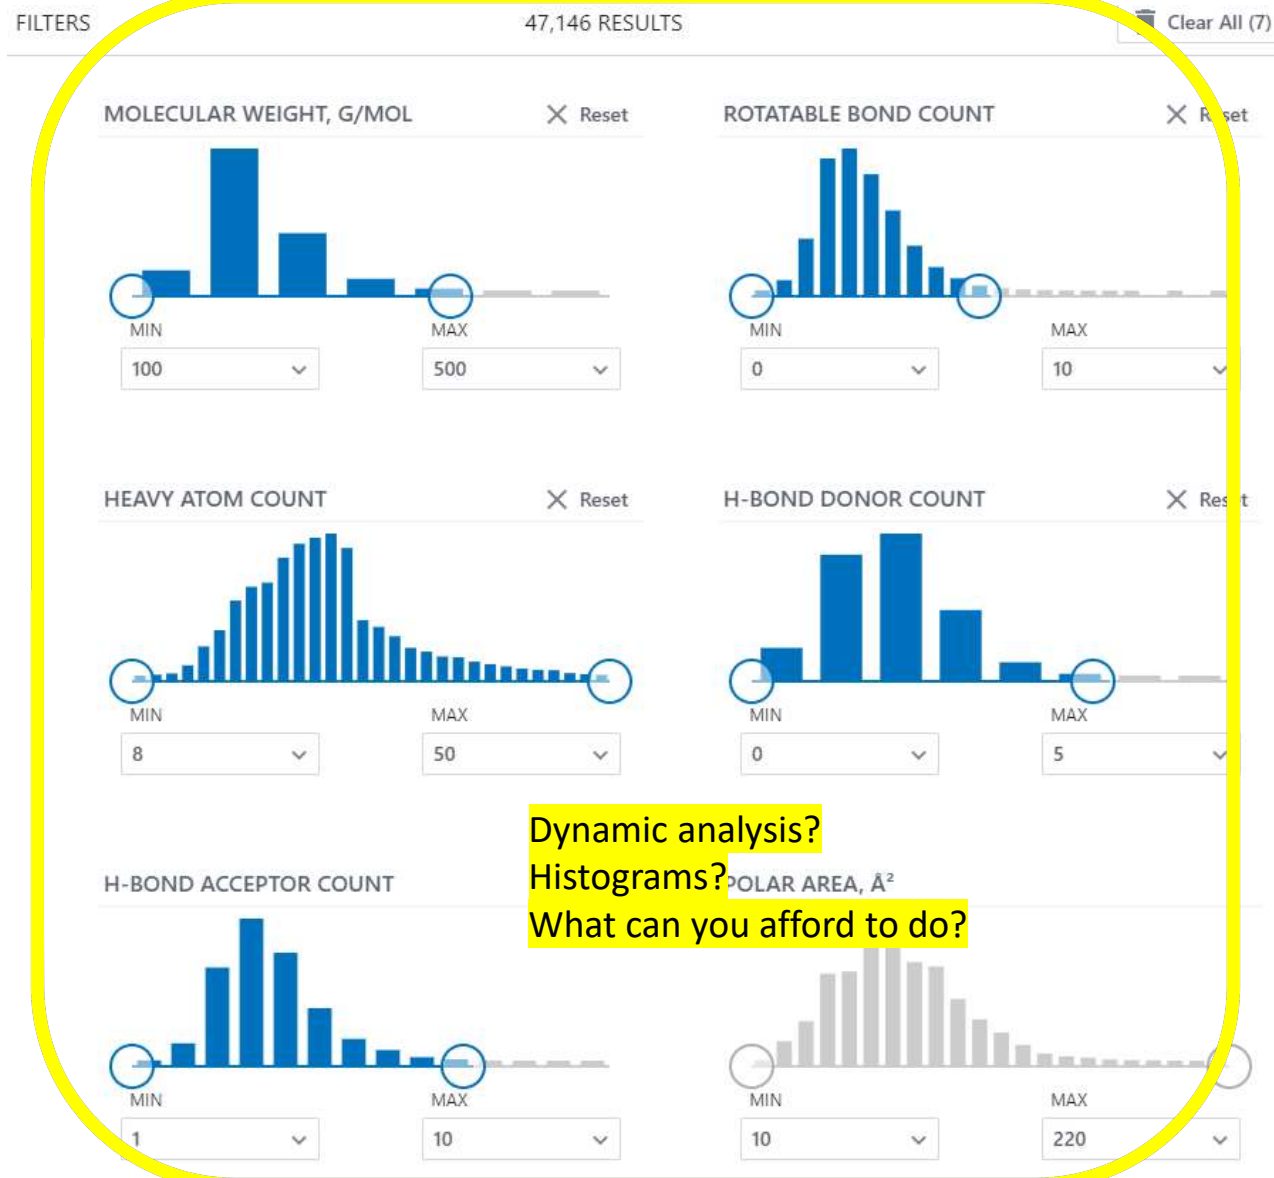 FILTERS 47,146 RESULTS Clear All (7)
MOLECULAR WEIGHT, G/MOL Reset ROTATABLE BOND COUNT Reset
MIN MAX MIN MAX
100 500 0 10
HEAVY ATOM COUNT Reset H-BOND DONOR COUNT Reset
MIN MAX MIN MAX
8 50 0 5
Dynamic analysis?
H-BOND ACCEPTOR COUNT Histograms? POLAR AREA, Å²
What can you afford to do?
MIN MAX MIN MAX
1 10 10 220